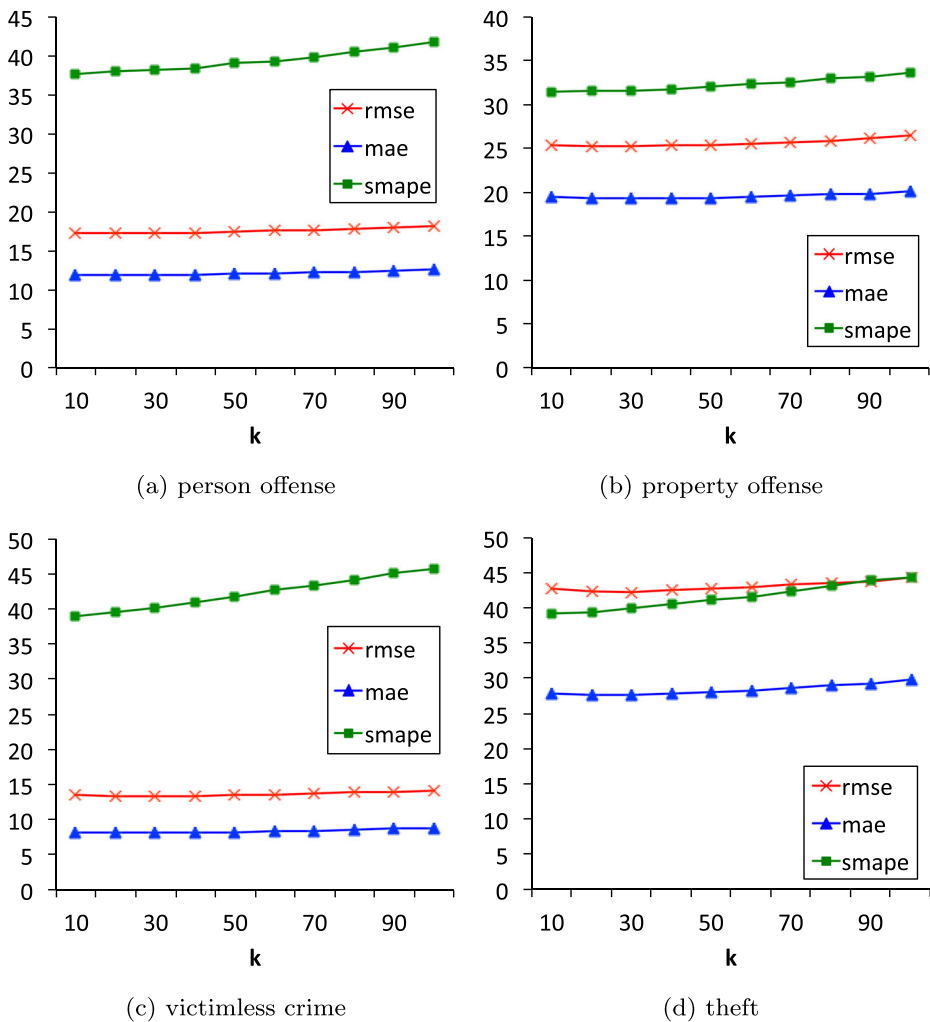 45
40
35
30
25
20
15
10
5
0
rmse
mae
smape
10 30 50 70 90
k
(a) person offense
40
35
30
25
20
15
10
5
0
rmse
mae
smape
10 30 50 70 90
k
(b) property offense
50
45
40
35
30
25
20
15
10
5
0
rmse
mae
smape
10 30 50 70 90
k
(c) victimless crime
50
45
40
35
30
25
20
15
10
5
0
rmse
mae
smape
10 30 50 70 90
k
(d) theft